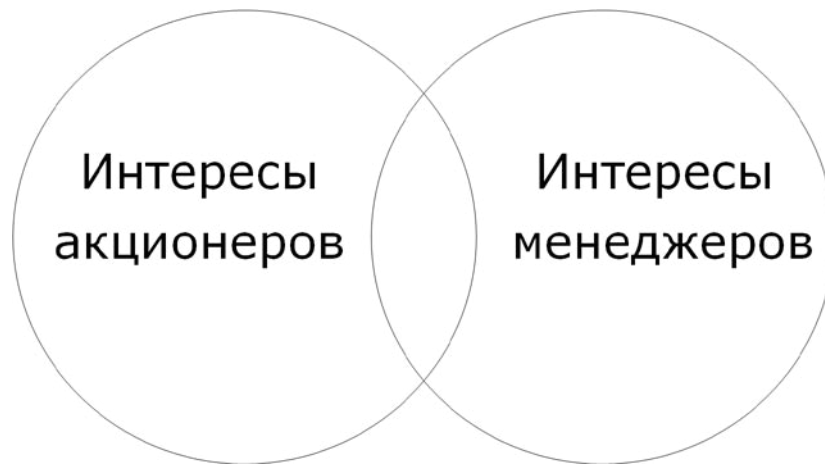 Интересы
акционеров
Интересы
менеджеров